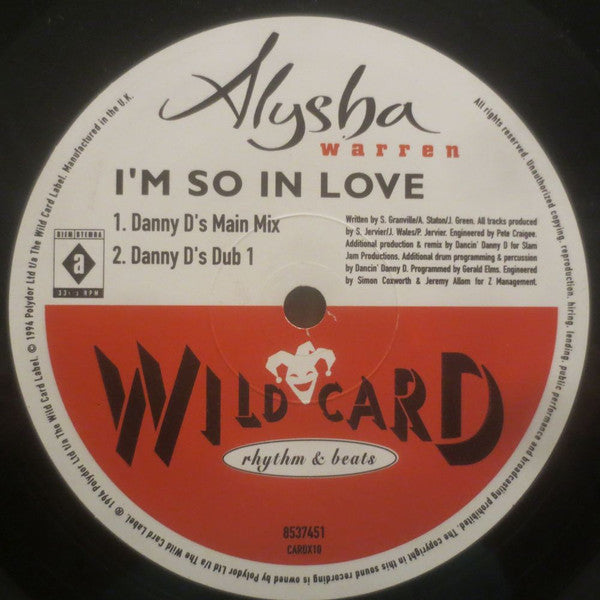 Alysha
warren
I'M SO IN LOVE
1. Danny D's Main Mix
2. Danny D's Dub 1
Written by S. Granville/A. Staton/J. Green. All tracks produced
by S. Jervier/J. Wales/P. Jervier. Engineered by Pete Craigee.
Additional production & remix by Dancin' Danny D for Slam
Jam Productions. Additional drum programming & percussion
by Dancin' Danny D. Programmed by Gerald Elms. Engineered
by Simon Coxworth & Jeremy Allom for Z Management.
a
RPM
WILD CARD
rhythm & beats
8537451
CARDX10
℗ 1994 Polydor Ltd t/a The Wild Card Label. © 1994 Polydor Ltd t/a The Wild Card Label. Manufactured in the U.K.
All rights reserved. Unauthorized copying, reproduction, hiring, lending, public performance and broadcasting prohibited. The copyright in this sound recording is owned by Polydor Ltd t/a The Wild Card Label.